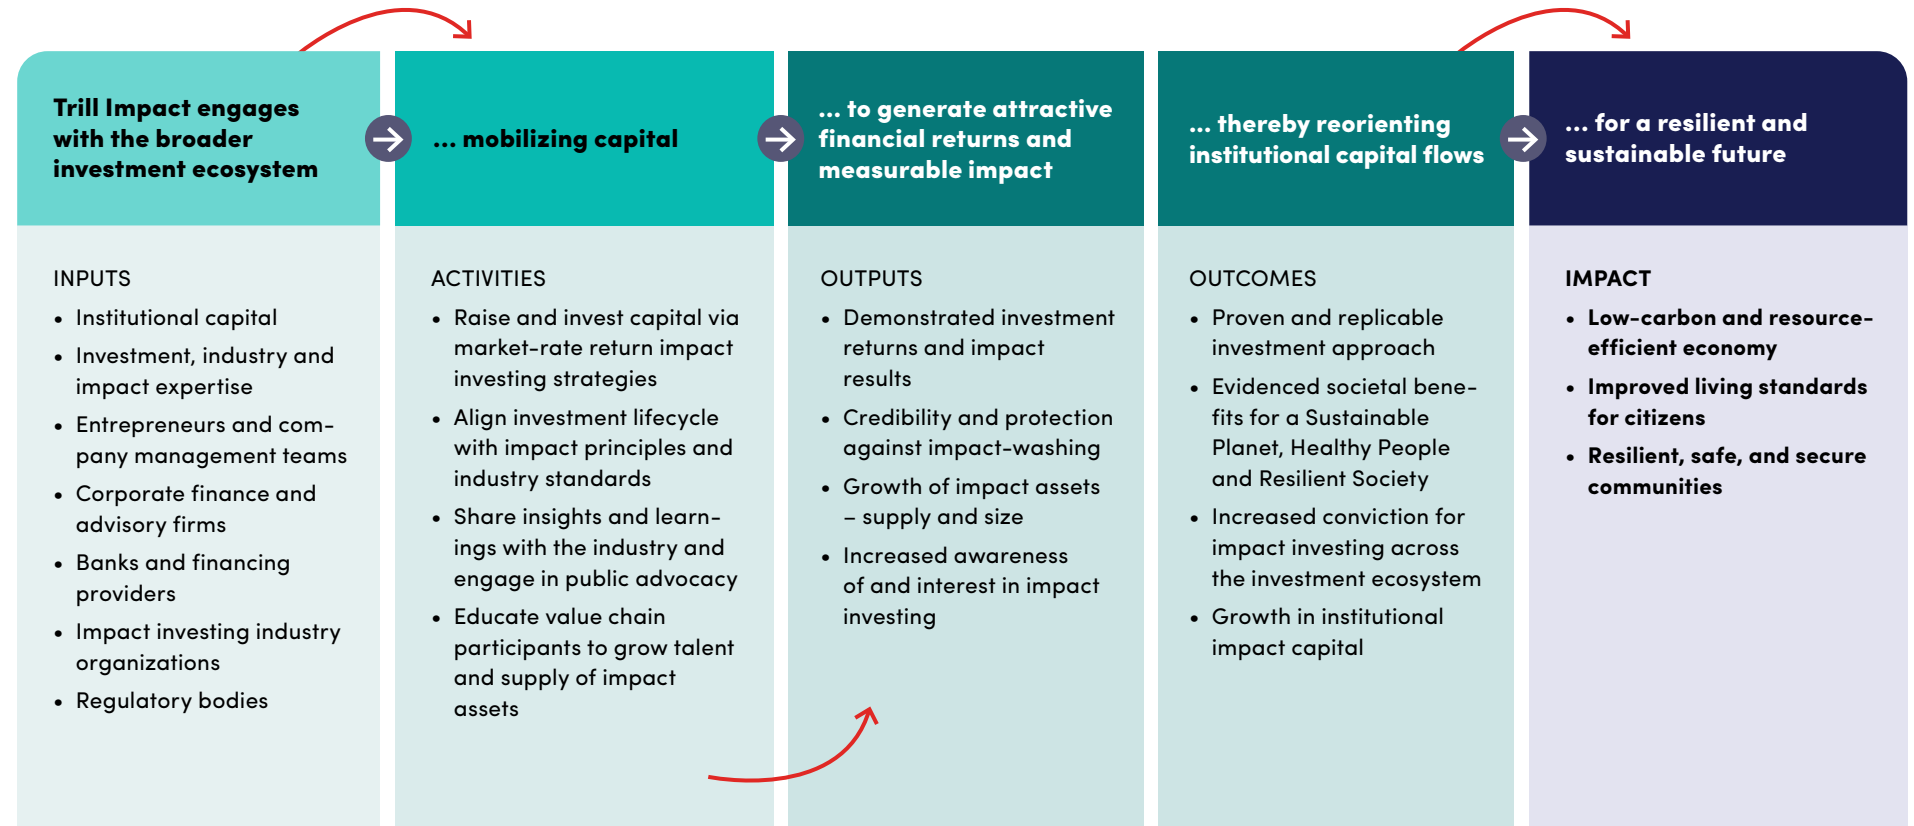 Trill Impact engages
with the broader
investment ecosystem
... mobilizing capital
... to generate attractive
financial returns and
measurable impact
... thereby reorienting
institutional capital flows
... for a resilient and
sustainable future
INPUTS
• Institutional capital
• Investment, industry and
impact expertise
• Entrepreneurs and com-
pany management teams
• Corporate finance and
advisory firms
• Banks and financing
providers
• Impact investing industry
organizations
• Regulatory bodies
ACTIVITIES
• Raise and invest capital via
market-rate return impact
investing strategies
• Align investment lifecycle
with impact principles and
industry standards
• Share insights and learn-
ings with the industry and
engage in public advocacy
• Educate value chain
participants to grow talent
and supply of impact
assets
OUTPUTS
• Demonstrated investment
returns and impact
results
• Credibility and protection
against impact-washing
• Growth of impact assets
– supply and size
• Increased awareness
of and interest in impact
investing
OUTCOMES
• Proven and replicable
investment approach
• Evidenced societal bene-
fits for a Sustainable
Planet, Healthy People
and Resilient Society
• Increased conviction for
impact investing across
the investment ecosystem
• Growth in institutional
impact capital
IMPACT
• Low-carbon and resource-
efficient economy
• Improved living standards
for citizens
• Resilient, safe, and secure
communities